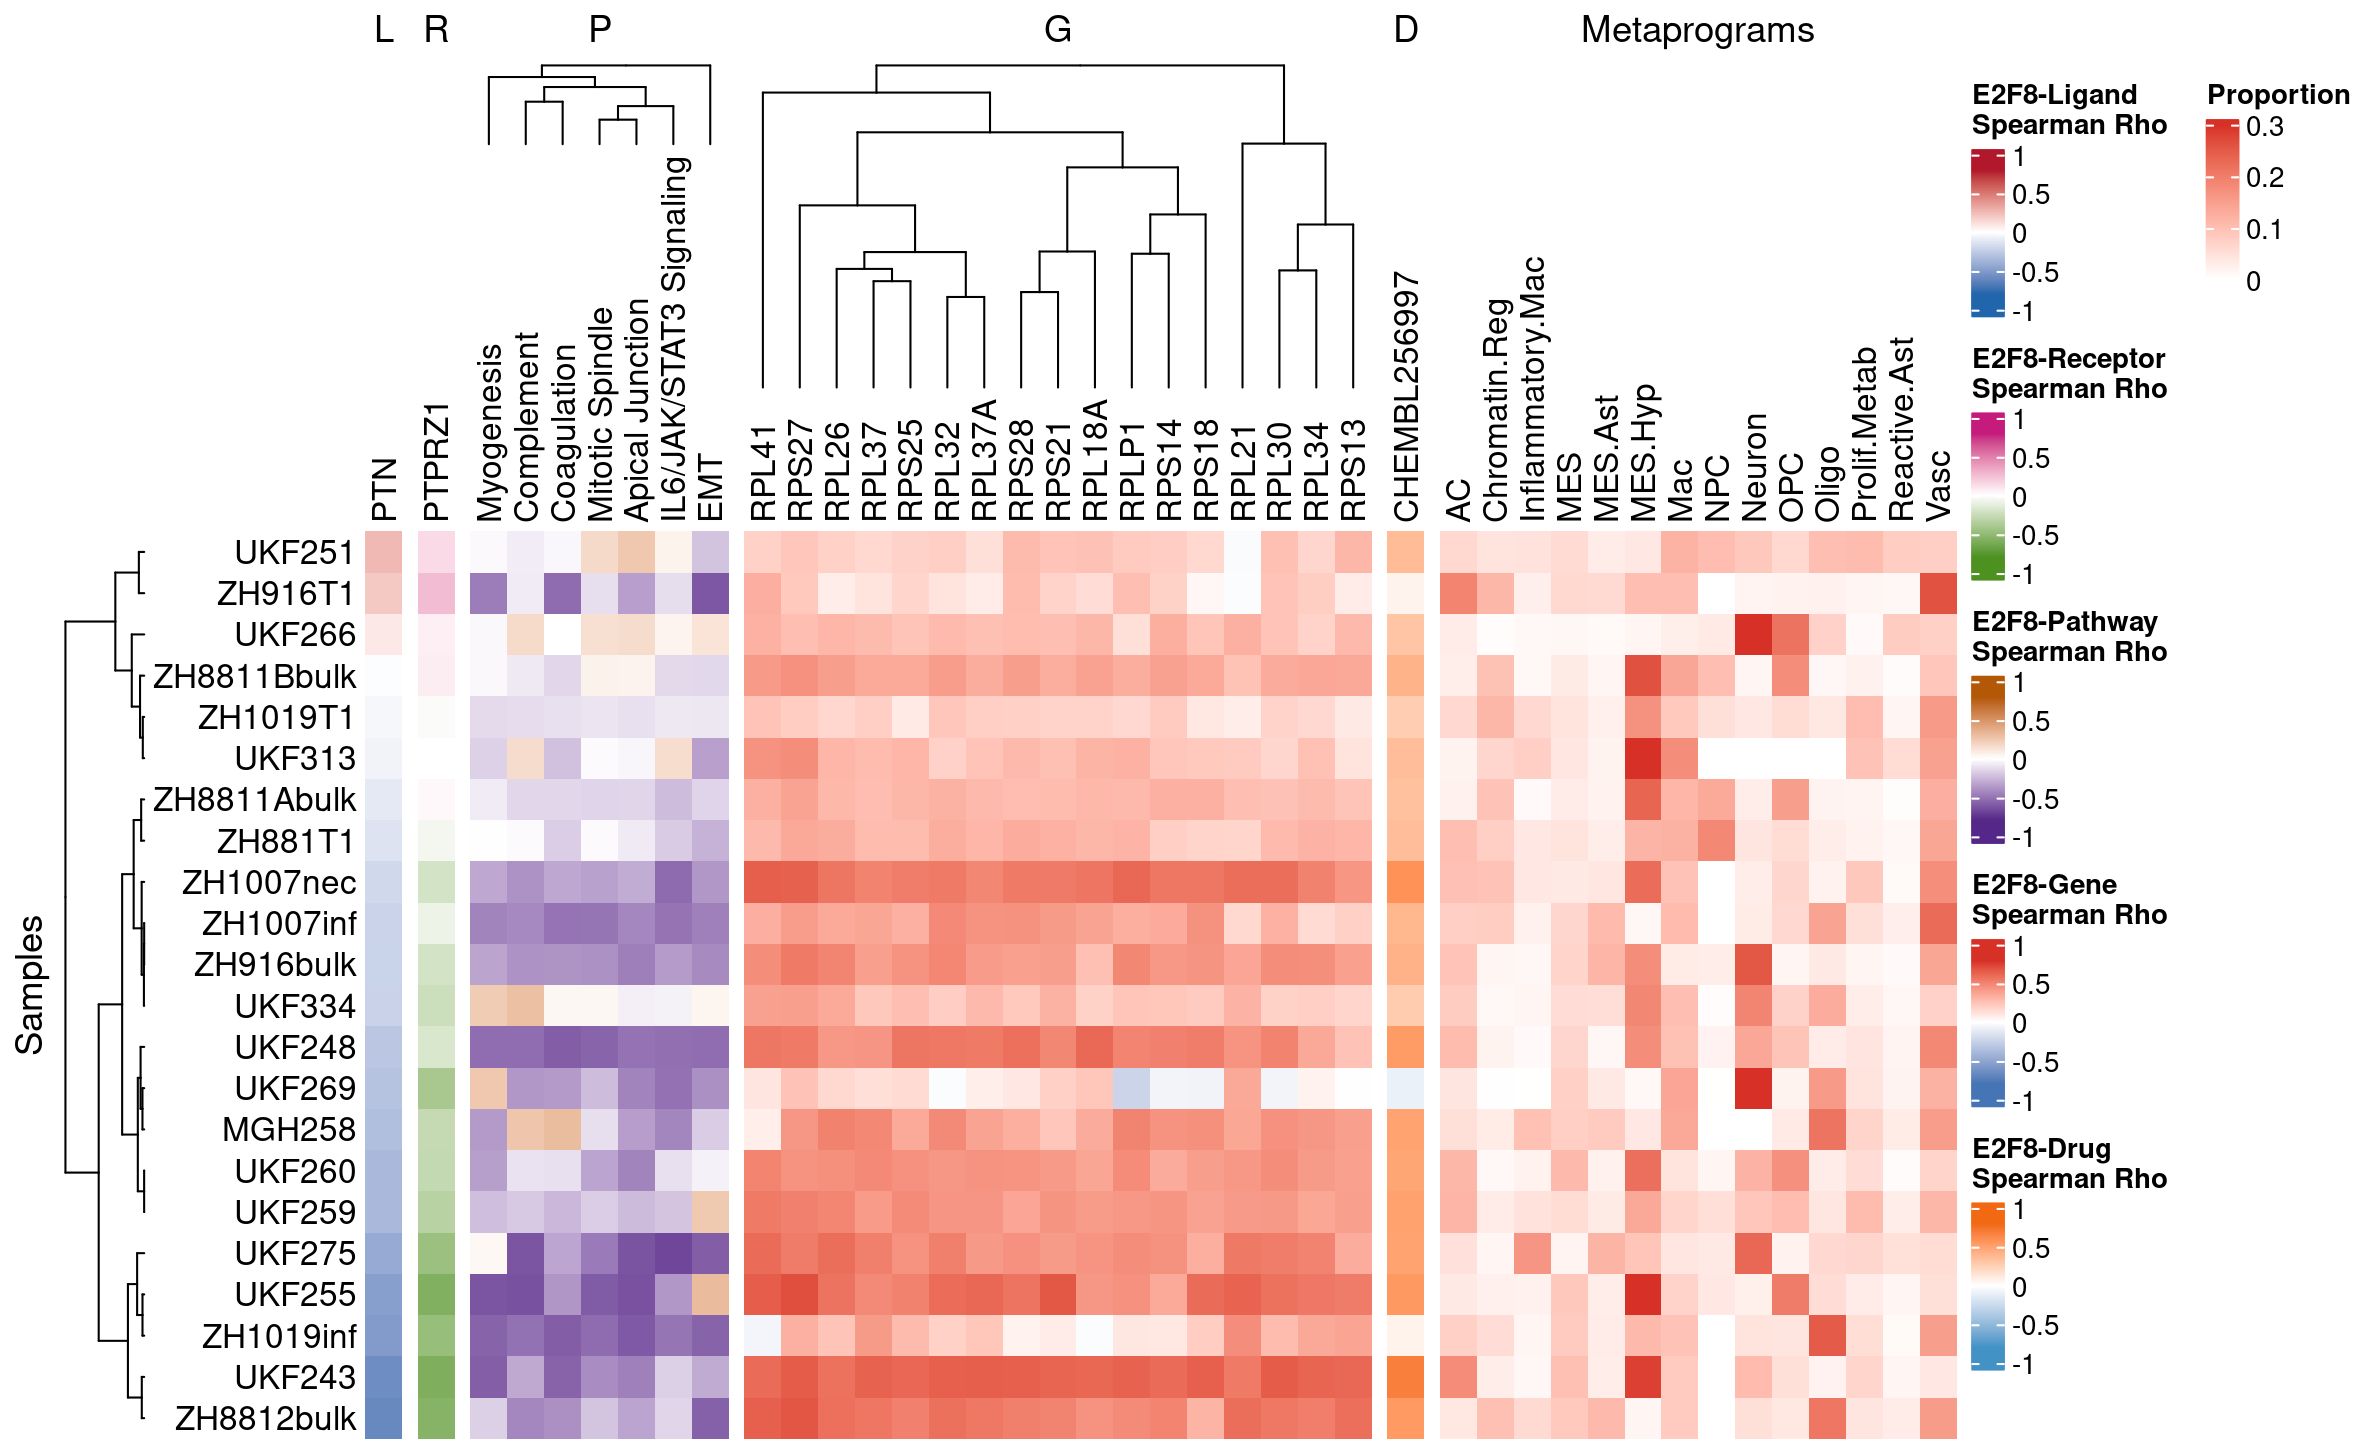 L R P G D Metaprograms
PTN
PTPRZ1
Myogenesis
Complement
Coagulation
Mitotic Spindle
Apical Junction
IL6/JAK/STAT3 Signaling
EMT
RPL41
RPS27
RPL26
RPL37
RPS25
RPL32
RPL37A
RPS28
RPS21
RPL18A
RPLP1
RPS14
RPS18
RPL21
RPL30
RPL34
RPS13
CHEMBL256997
AC
Chromatin.Reg
Inflammatory.Mac
MES
MES.Ast
MES.Hyp
Mac
NPC
Neuron
OPC
Oligo
Prolif.Metab
Reactive.Ast
Vasc
Samples
UKF251
ZH916T1
UKF266
ZH8811Bbulk
ZH1019T1
UKF313
ZH8811Abulk
ZH881T1
ZH1007nec
ZH1007inf
ZH916bulk
UKF334
UKF248
UKF269
MGH258
UKF260
UKF259
UKF275
UKF255
ZH1019inf
UKF243
ZH8812bulk
E2F8-Ligand
Spearman Rho
1
0.5
0
-0.5
-1
E2F8-Receptor
Spearman Rho
1
0.5
0
-0.5
-1
E2F8-Pathway
Spearman Rho
1
0.5
0
-0.5
-1
E2F8-Gene
Spearman Rho
1
0.5
0
-0.5
-1
E2F8-Drug
Spearman Rho
1
0.5
0
-0.5
-1
Proportion
0.3
0.2
0.1
0